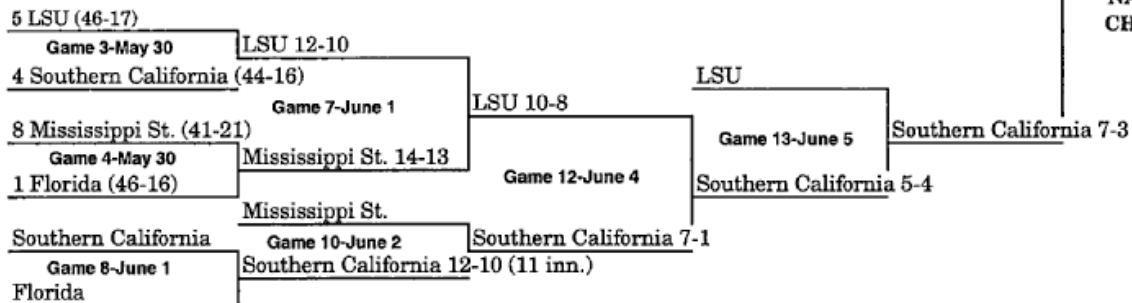 NA
CH
5 LSU (46-17)
Game 3-May 30
LSU 12-10
4 Southern California (44-16)
Game 7-June 1
LSU 10-8
LSU
8 Mississippi St. (41-21)
Game 4-May 30
Mississippi St. 14-13
1 Florida (46-16)
Game 12-June 4
Game 13-June 5
Southern California 7-3
Southern California 5-4
Mississippi St.
Southern California
Game 10-June 2
Southern California 7-1
Game 8-June 1
Southern California 12-10 (11 inn.)
Florida